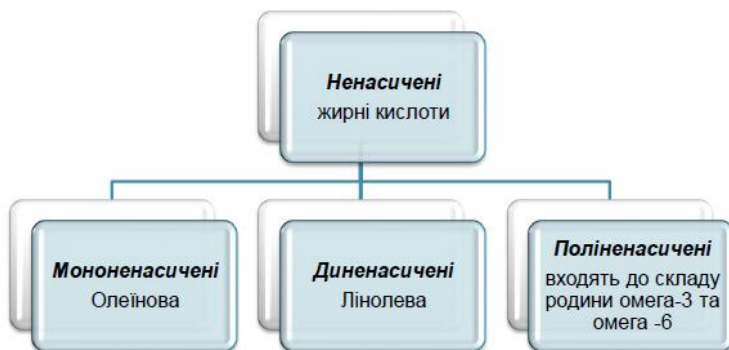 Ненасичені
жирні кислоти
Мононенасичені
Олеїнова
Диненасичені
Лінолева
Поліненасичені
входять до складу
родини омега-3 та
омега -6